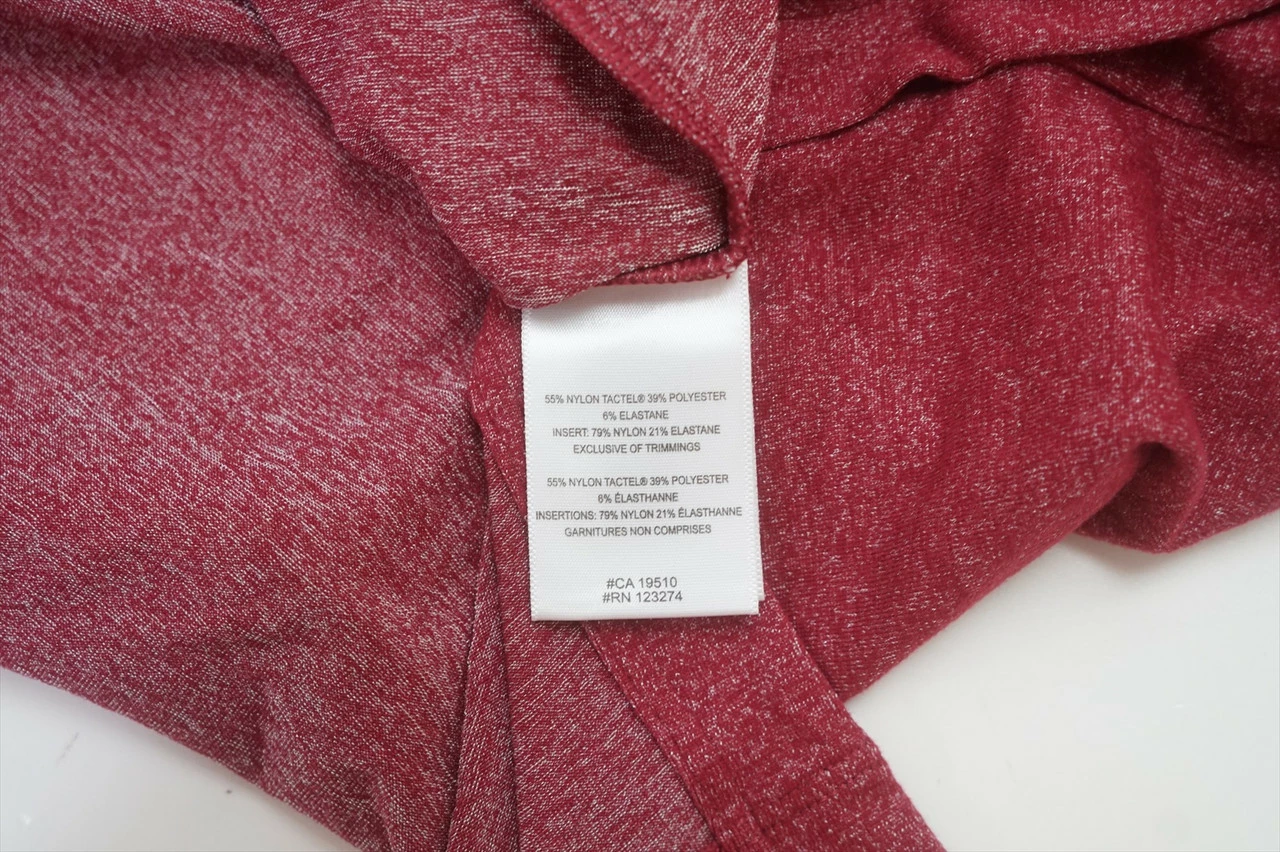 55% NYLON TACTEL® 39% POLYESTER
6% ELASTANE
INSERT: 79% NYLON 21% ELASTANE
EXCLUSIVE OF TRIMMINGS
55% NYLON TACTEL® 39% POLYESTER
6% ÉLASTHANNE
INSERTIONS: 79% NYLON 21% ÉLASTHANNE
GARNITURES NON COMPRISES
#CA 19510
#RN 123274